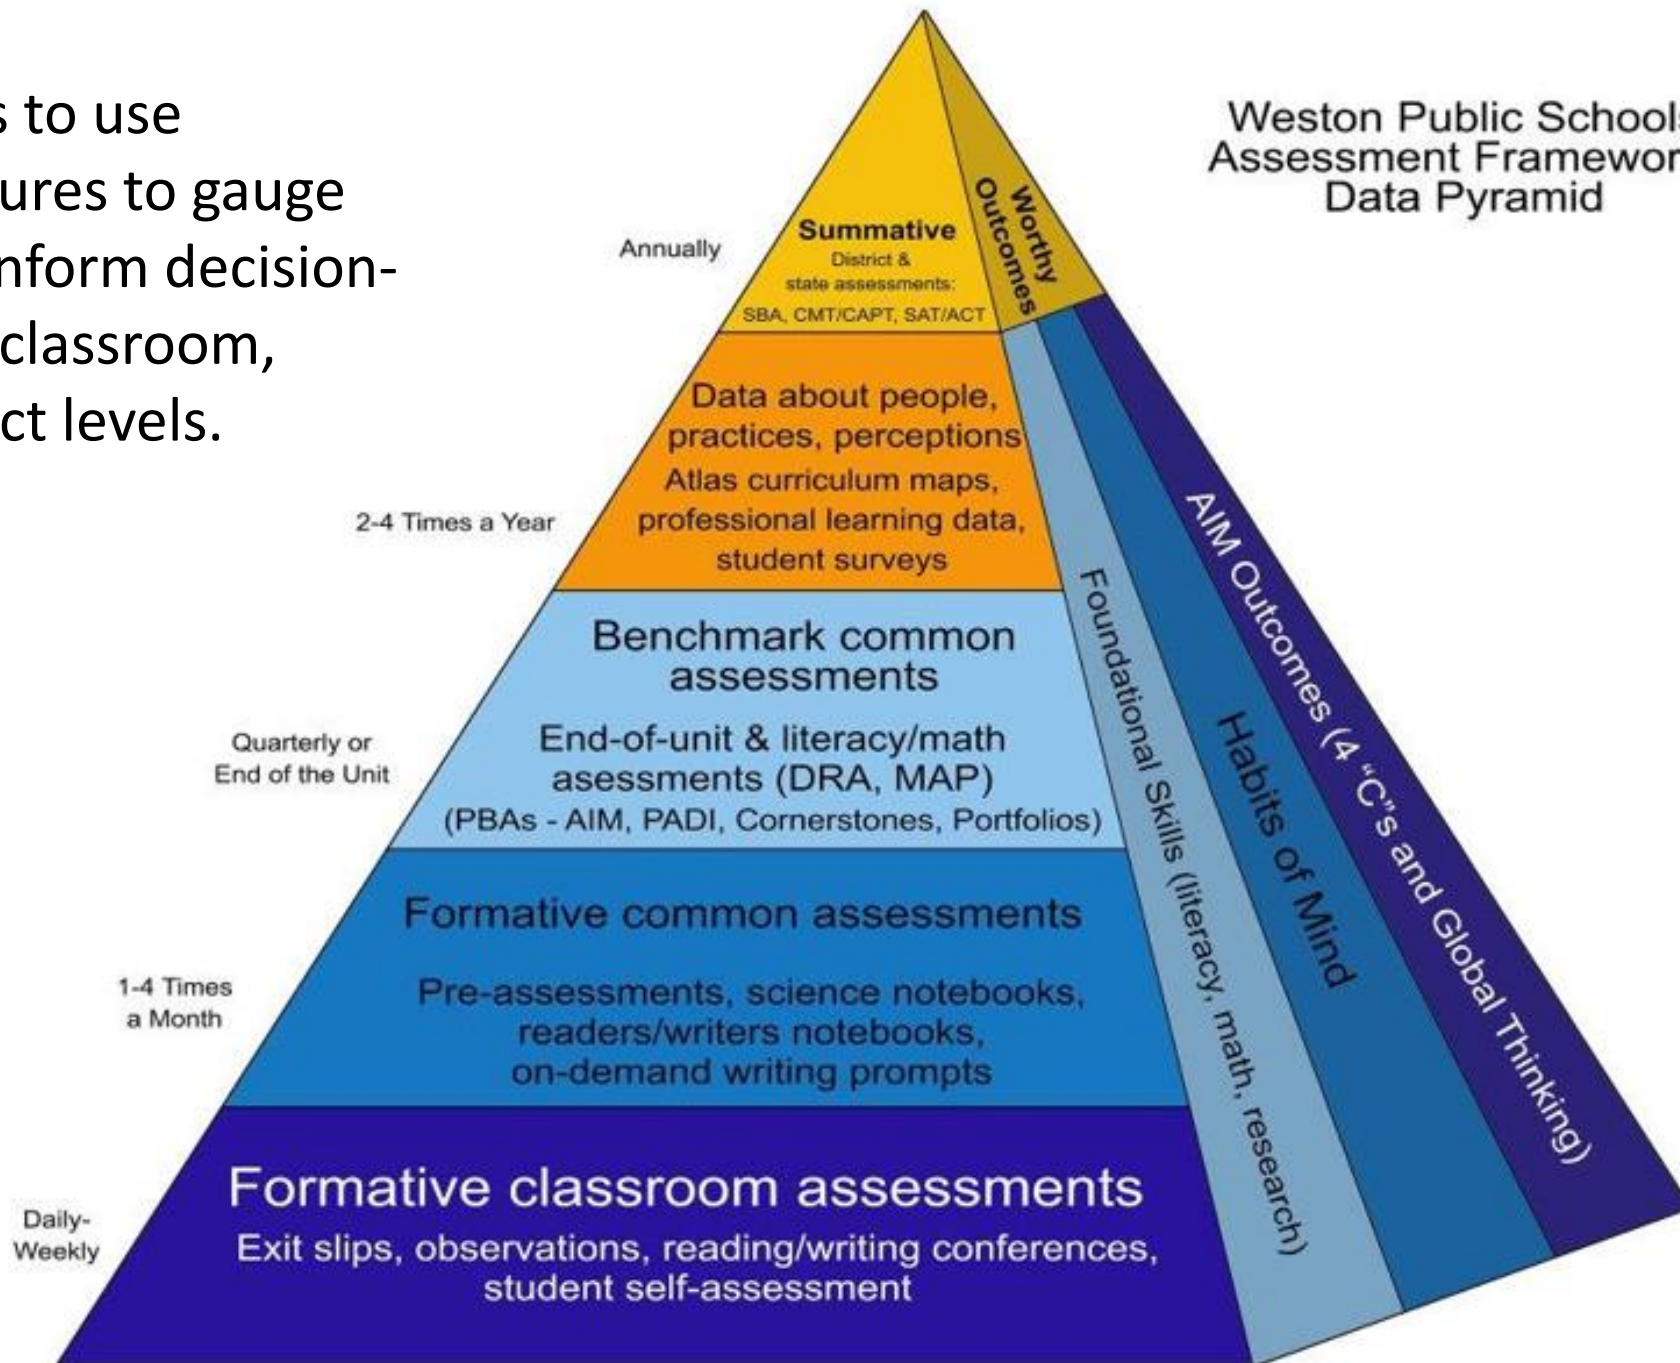 s to use
ures to gauge
nform decision-
classroom,
ct levels.
Weston Public School
Assessment Framewor
Data Pyramid
Annually
Summative
District &
state assessments:
SBA, CMT/CAPT, SAT/ACT
Worthy
Outcomes
2-4 Times a Year
Data about people,
practices, perceptions
Atlas curriculum maps,
professional learning data,
student surveys
Quarterly or
End of the Unit
Benchmark common
assessments
End-of-unit & literacy/math
asessments (DRA, MAP)
(PBAs - AIM, PADI, Cornerstones, Portfolios)
1-4 Times
a Month
Formative common assessments
Pre-assessments, science notebooks,
readers/writers notebooks,
on-demand writing prompts
Daily-
Weekly
Formative classroom assessments
Exit slips, observations, reading/writing conferences,
student self-assessment
Foundational Skills (literacy, math, research)
Habits of Mind
AIM Outcomes (4 “C”s and Global Thinking)